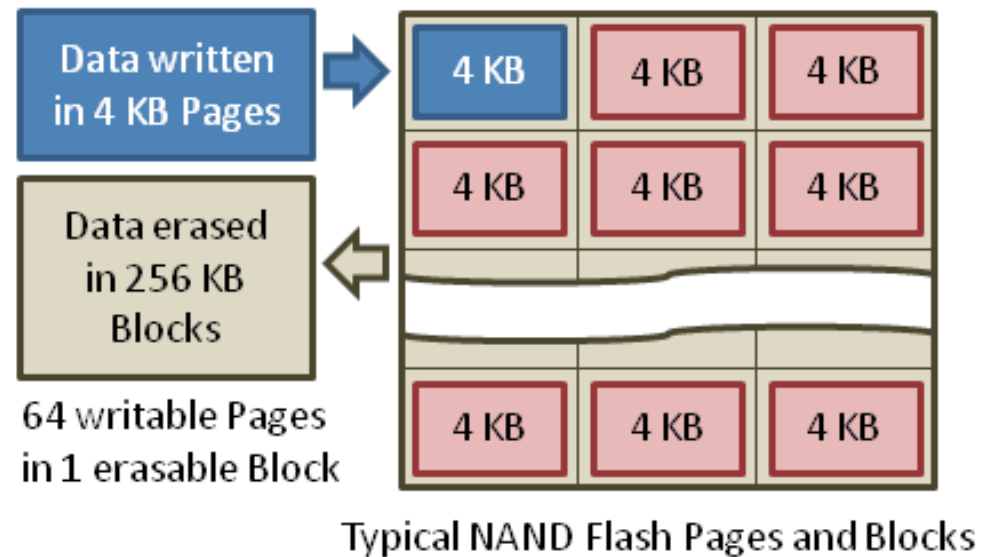 Data written
in 4 KB Pages
4 KB 4 KB 4 KB
4 KB 4 KB 4 KB
Data erased
in 256 KB
Blocks
64 writable Pages
in 1 erasable Block
4 KB 4 KB 4 KB
Typical NAND Flash Pages and Blocks